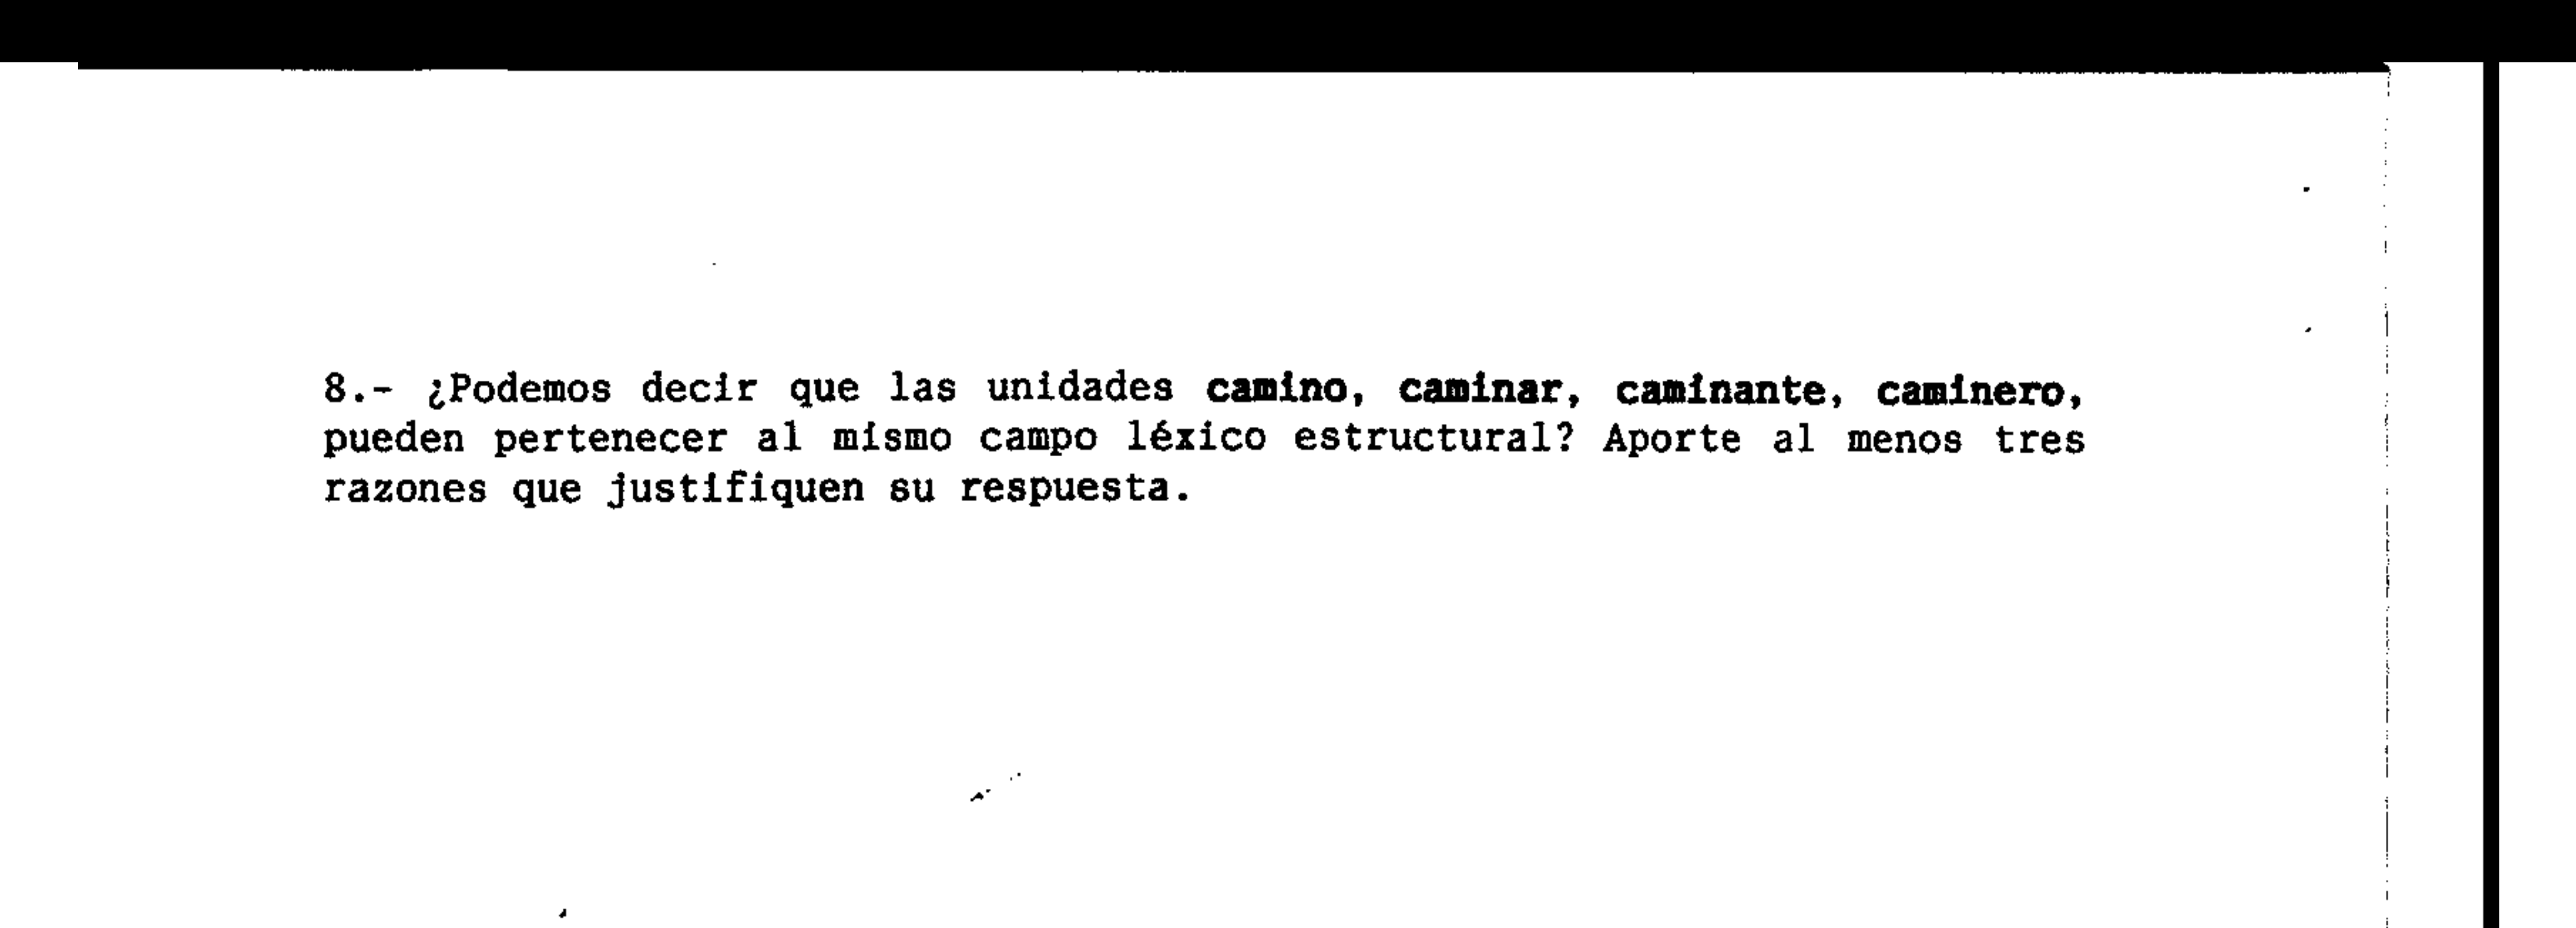 8.- ¿Podemos decir que las unidades camino, caminar, caminante, caminero,
pueden pertenecer al mismo campo léxico estructural? Aporte al menos tres
razones que justifiquen su respuesta.